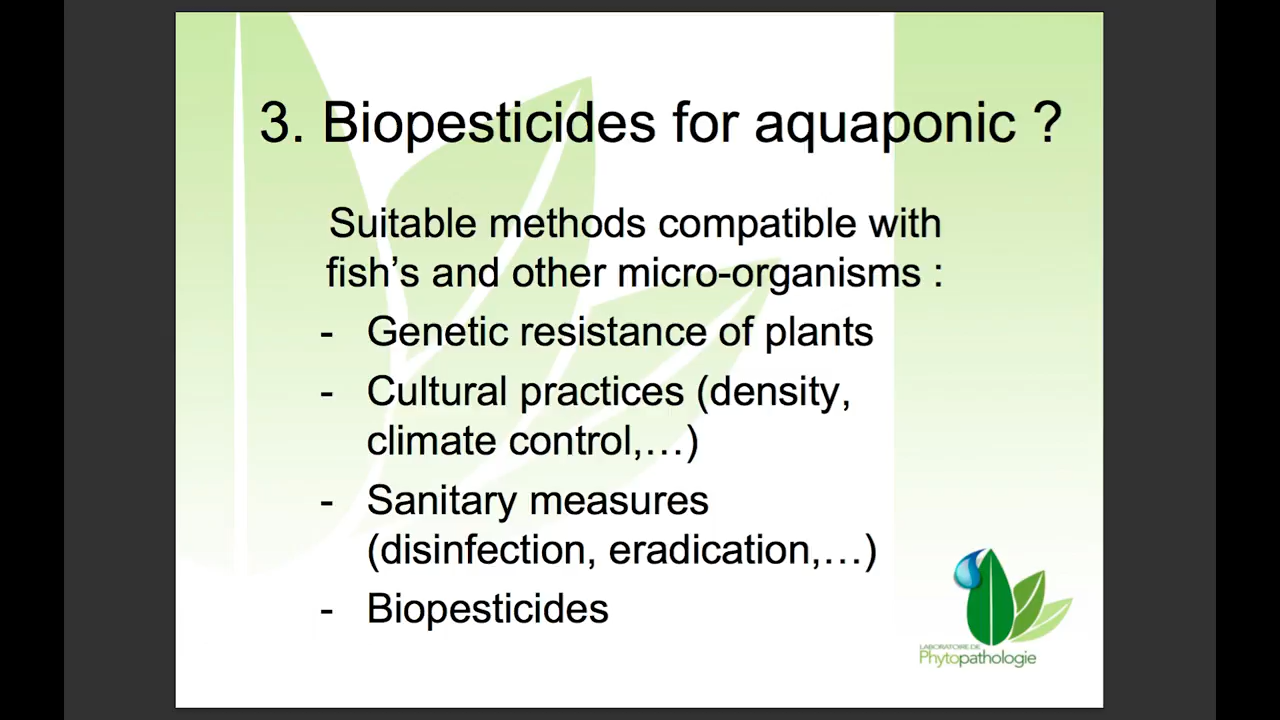 3. Biopesticides for aquaponic ?
Suitable methods compatible with
fish's and other micro-organisms :
- Genetic resistance of plants
- Cultural practices (density,
climate control,…)
- Sanitary measures
(disinfection, eradication,…)
- Biopesticides
LABORATOIRE DE
Phytopathologie